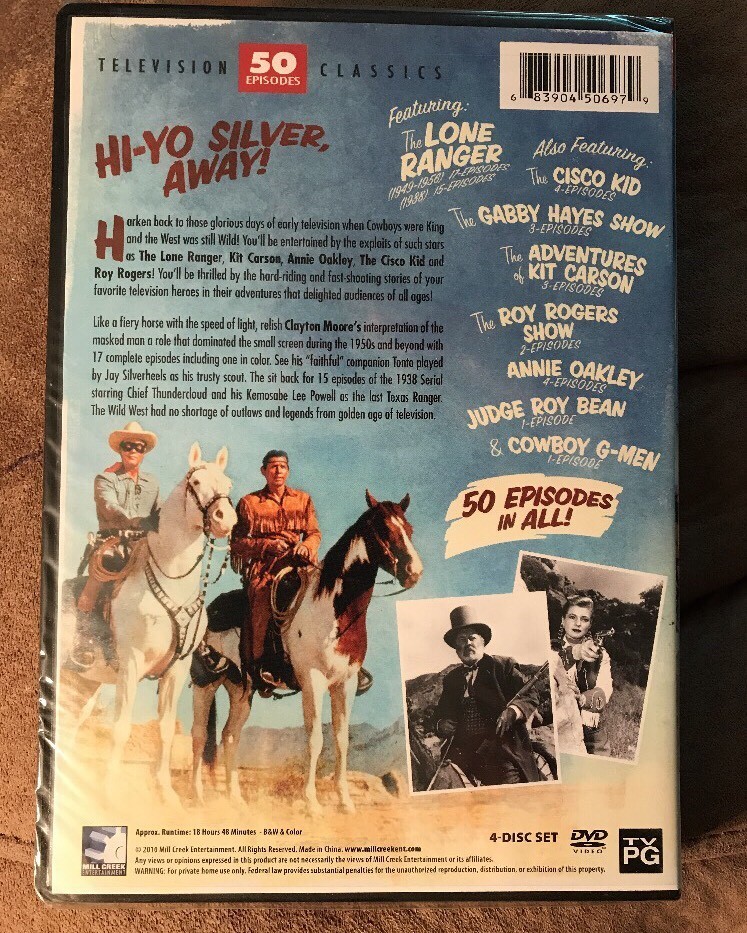 TELEVISION 50 EPISODES CLASSICS
6 83904 50697 9
HI-YO SILVER,
AWAY!
Harken back to those glorious days of early television when Cowboys were King
and the West was still Wild! You'll be entertained by the exploits of such stars
as The Lone Ranger, Kit Carson, Annie Oakley, The Cisco Kid and
Roy Rogers! You'll be thrilled by the hard-riding and fast-shooting stories of your
favorite television heroes in their adventures that delighted audiences of all ages!
Like a fiery horse with the speed of light, relish Clayton Moore's interpretation of the
masked man a role that dominated the small screen during the 1950s and beyond with
17 complete episodes including one in color. See his "faithful" companion Tonto played
by Jay Silverheels as his trusty scout. The sit back for 15 episodes of the 1938 Serial
starring Chief Thundercloud and his Kemosabe Lee Powell as the last Texas Ranger.
The Wild West had no shortage of outlaws and legends from golden age of television.
Featuring:
The LONE
RANGER
(1949-1956) 17-EPISODES
(1938) 15-EPISODES
Also Featuring:
The CISCO KID
4-EPISODES
The GABBY HAYES SHOW
3-EPISODES
The ADVENTURES
of KIT CARSON
3-EPISODES
The ROY ROGERS
SHOW
2-EPISODES
ANNIE OAKLEY
4-EPISODES
JUDGE ROY BEAN
1-EPISODE
& COWBOY G-MEN
1-EPISODE
50 EPISODES
IN ALL!
MILL CREEK
ENTERTAINMENT
Approx. Runtime: 18 Hours 48 Minutes - B&W & Color
© 2010 Mill Creek Entertainment. All Rights Reserved. Made in China. www.millcreekent.com
Any views or opinions expressed in this product are not necessarily the views of Mill Creek Entertainment or its affiliates.
WARNING: For private home use only. Federal law provides substantial penalties for the unauthorized reproduction, distribution, or exhibition of this property.
4-DISC SET
DVD
VIDEO
TV
PG